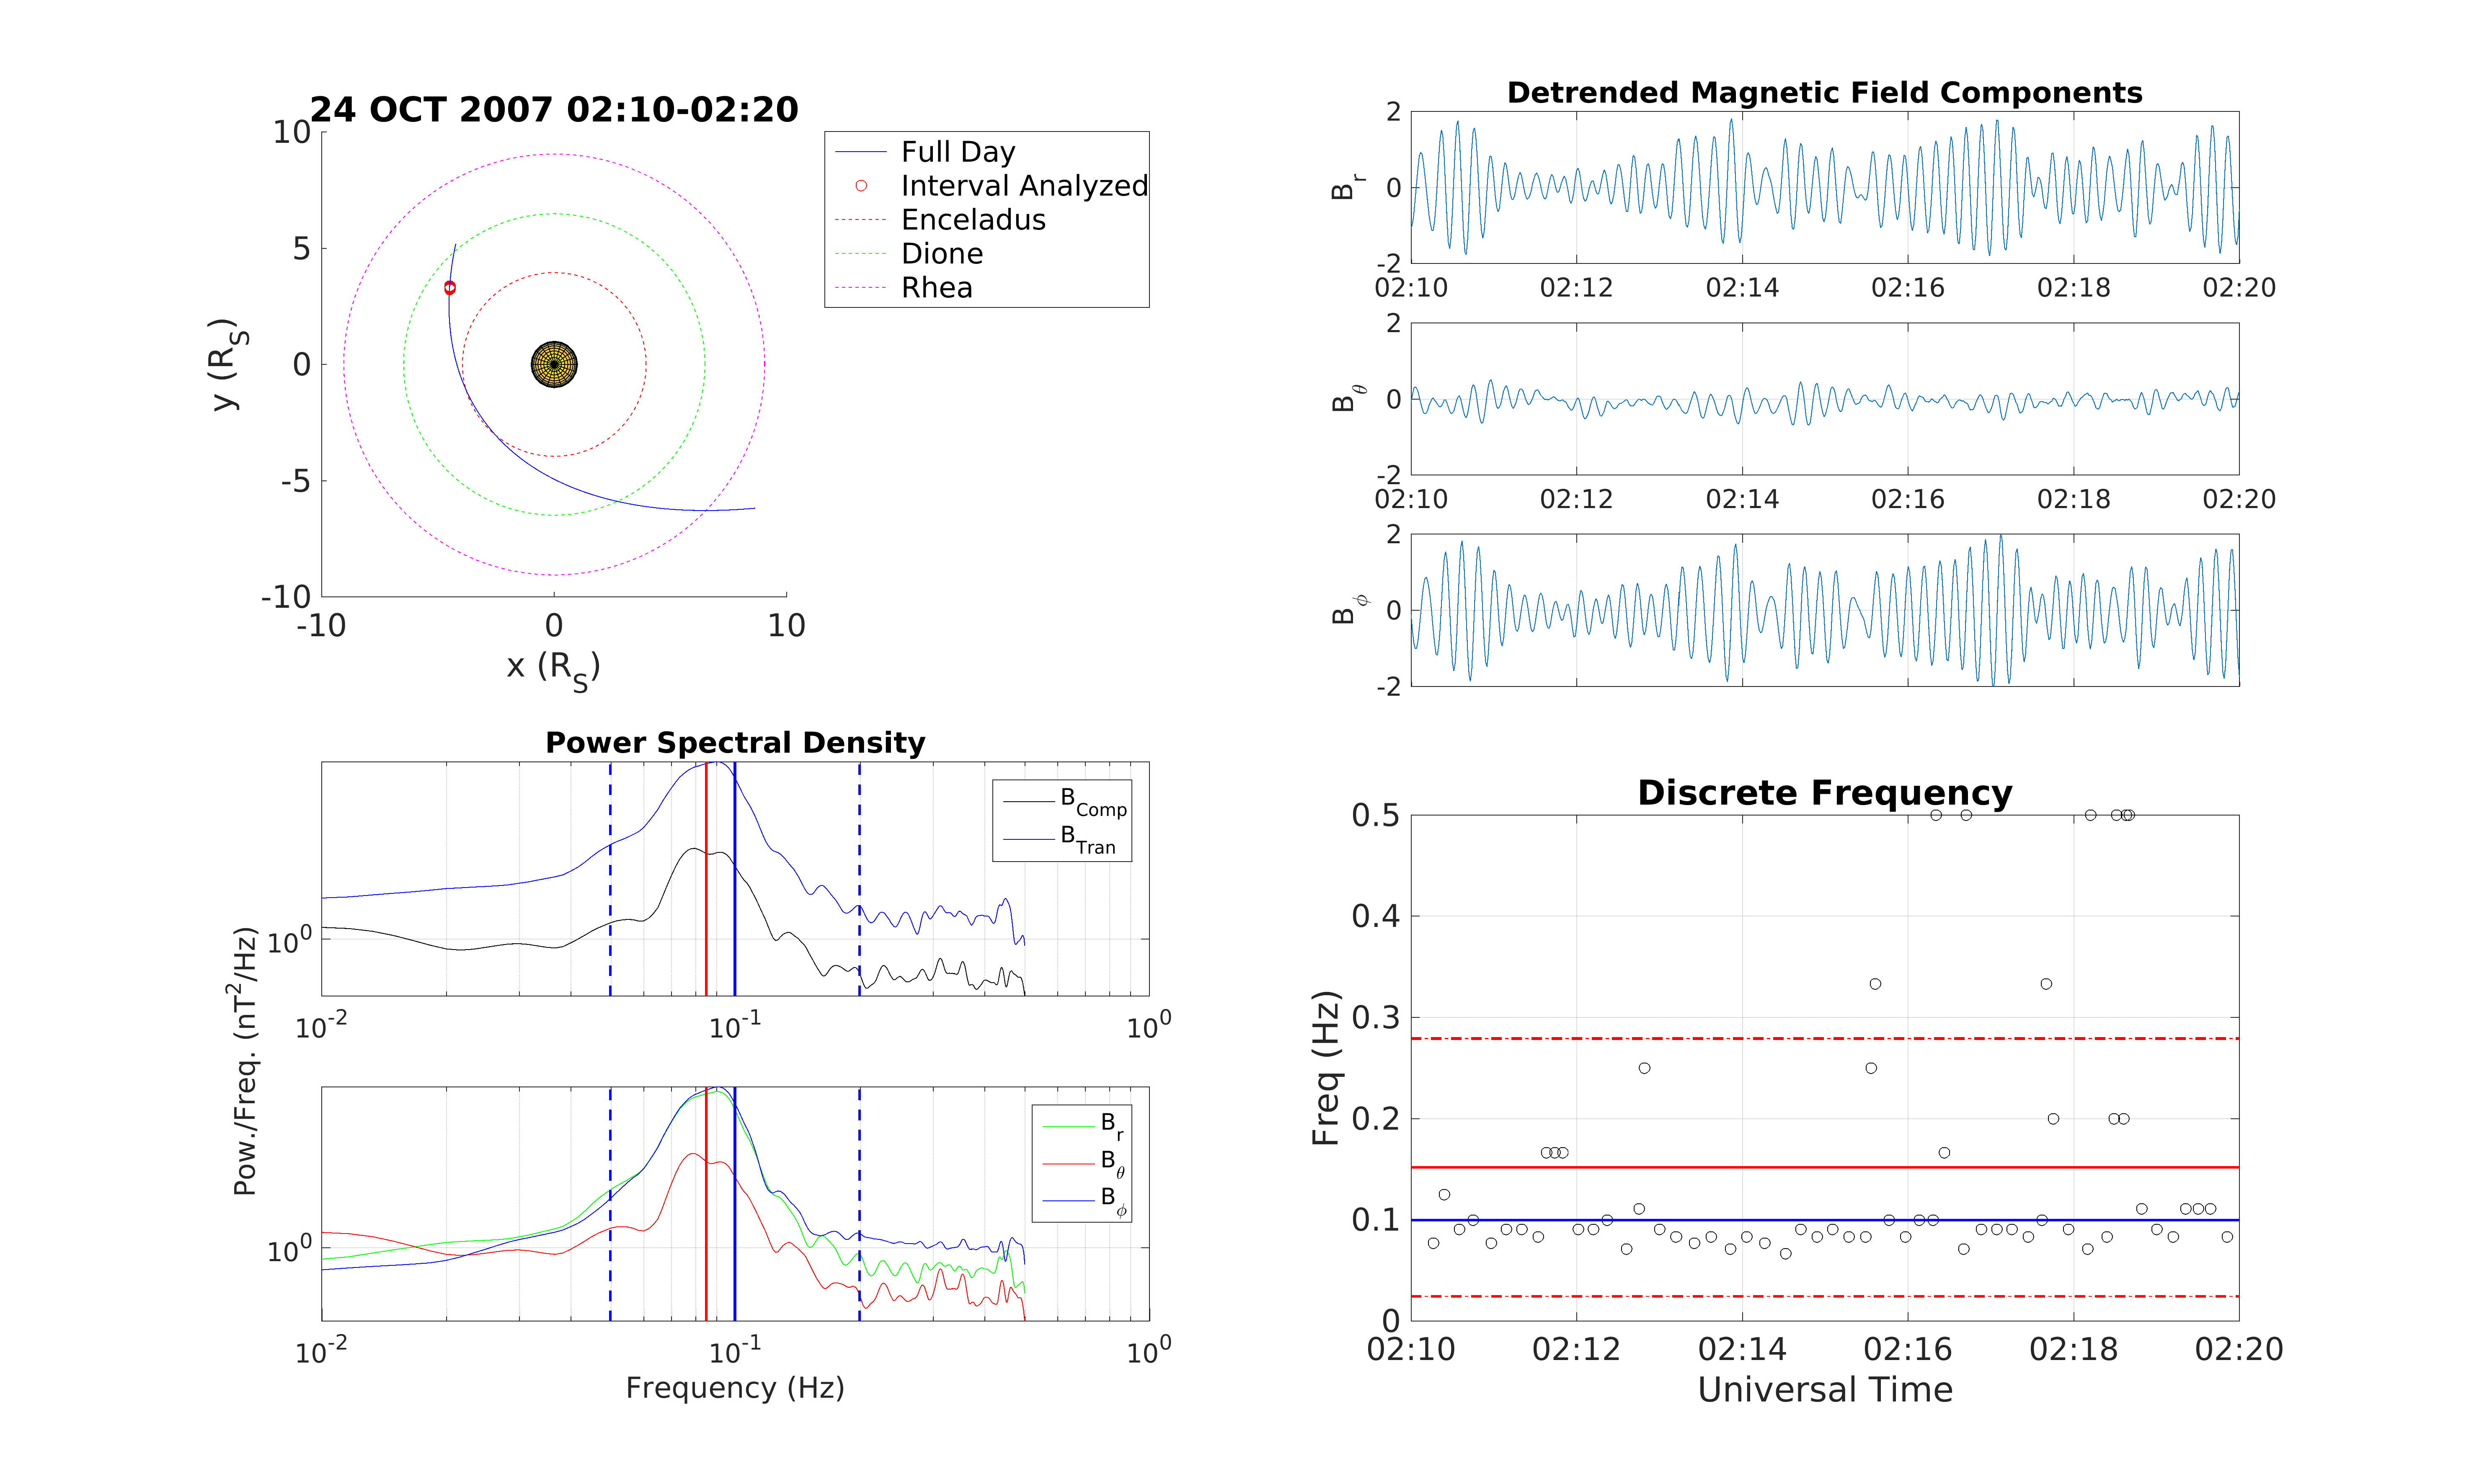 24 OCT 2007 02:10-02:20
10
5
0
-5
-10
-10 0 10
y (R_S)
x (R_S)
Full Day
Interval Analyzed
Enceladus
Dione
Rhea
Detrended Magnetic Field Components
B_r
2
0
-2
02:10 02:12 02:14 02:16 02:18 02:20
B_θ
2
0
-2
02:10 02:12 02:14 02:16 02:18 02:20
B_ϕ
2
0
-2
Power Spectral Density
B_Comp
B_Tran
10^0
10^-2 10^-1 10^0
Pow./Freq. (nT^2/Hz)
B_r
B_θ
B_ϕ
10^0
10^-2 10^-1 10^0
Frequency (Hz)
Discrete Frequency
Freq (Hz)
0.5
0.4
0.3
0.2
0.1
0
02:10 02:12 02:14 02:16 02:18 02:20
Universal Time